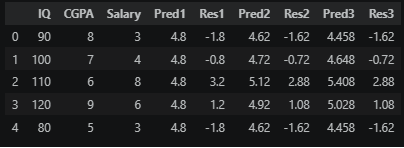 IQ CGPA Salary Pred1 Res1 Pred2 Res2 Pred3 Res3
0 90 8 3 4.8 -1.8 4.62 -1.62 4.458 -1.62
1 100 7 4 4.8 -0.8 4.72 -0.72 4.648 -0.72
2 110 6 8 4.8 3.2 5.12 2.88 5.408 2.88
3 120 9 6 4.8 1.2 4.92 1.08 5.028 1.08
4 80 5 3 4.8 -1.8 4.62 -1.62 4.458 -1.62